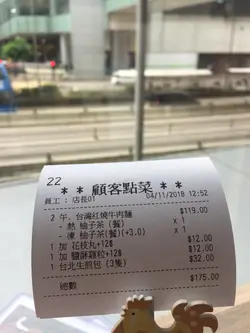 22
* * 顧客點菜 * *
員工 : 店長01 04/11/2018 12:52
2 午. 台灣紅燒牛肉麵 $119.00
- 熱 柚子茶(餐) x 1
- 凍 柚子茶(餐)(+3.0) x 1
1 加 花枝丸+12$ $12.00
1 加 鹽酥雞粒+12$ $12.00
1 台北生煎包 (3隻) $32.00
總數 $175.00